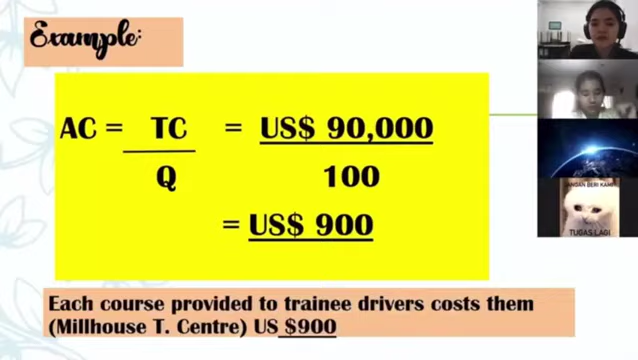 Example:
AC = TC = US$ 90,000
Q 100
= US$ 900
Each course provided to trainee drivers costs them
(Millhouse T. Centre) US $900
JANGAN BERI KAMI
TUGAS LAGI